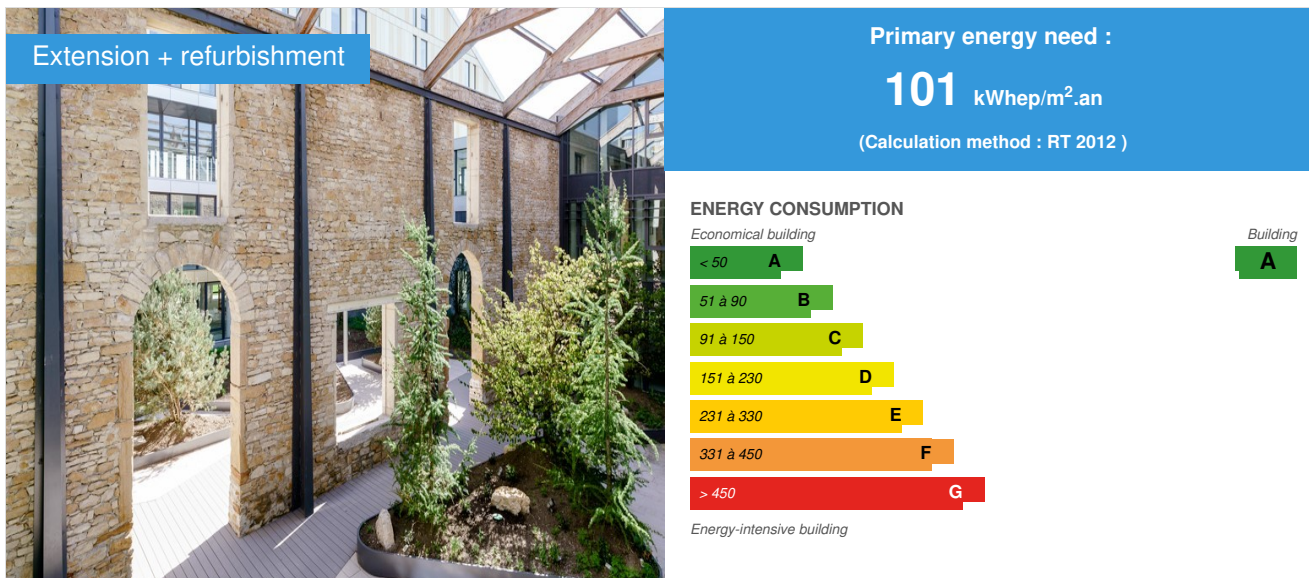 Extension + refurbishment
Primary energy need :
101 kWhep/m².an
(Calculation method : RT 2012 )
ENERGY CONSUMPTION
Economical building
Building
< 50 A
A
51 à 90 B
91 à 150 C
151 à 230 D
231 à 330 E
331 à 450 F
> 450 G
Energy-intensive building